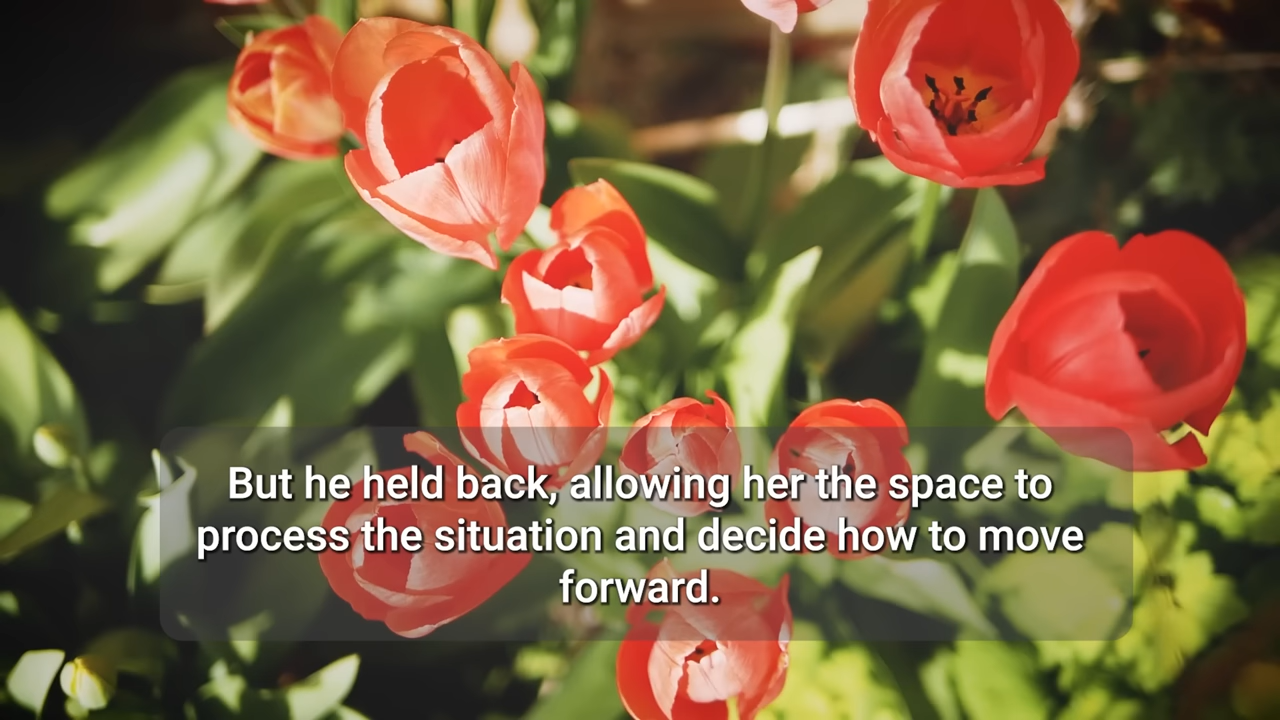 But he held back, allowing her the space to
process the situation and decide how to move
forward.